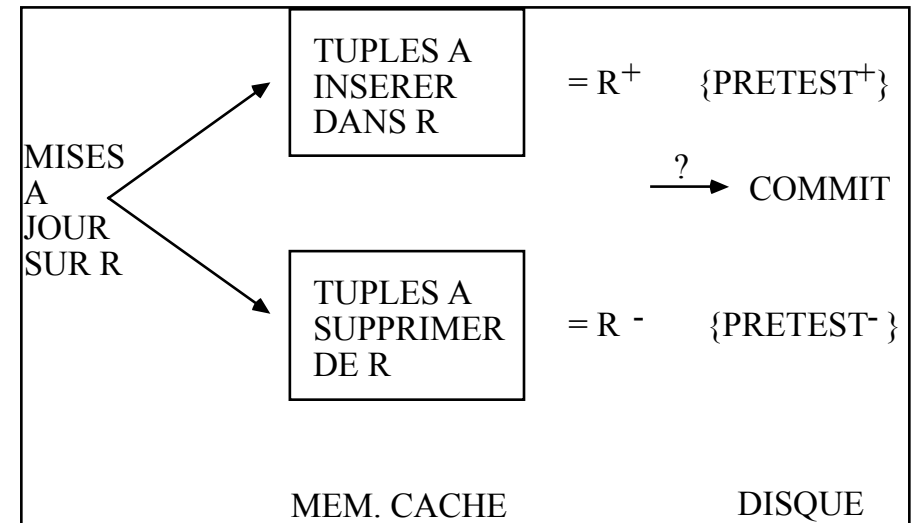 MISES
A
JOUR
SUR R
TUPLES A
INSERER
DANS R
= R+
{PRETEST+}
?
COMMIT
TUPLES A
SUPPRIMER
DE R
= R -
{PRETEST- }
MEM. CACHE
DISQUE